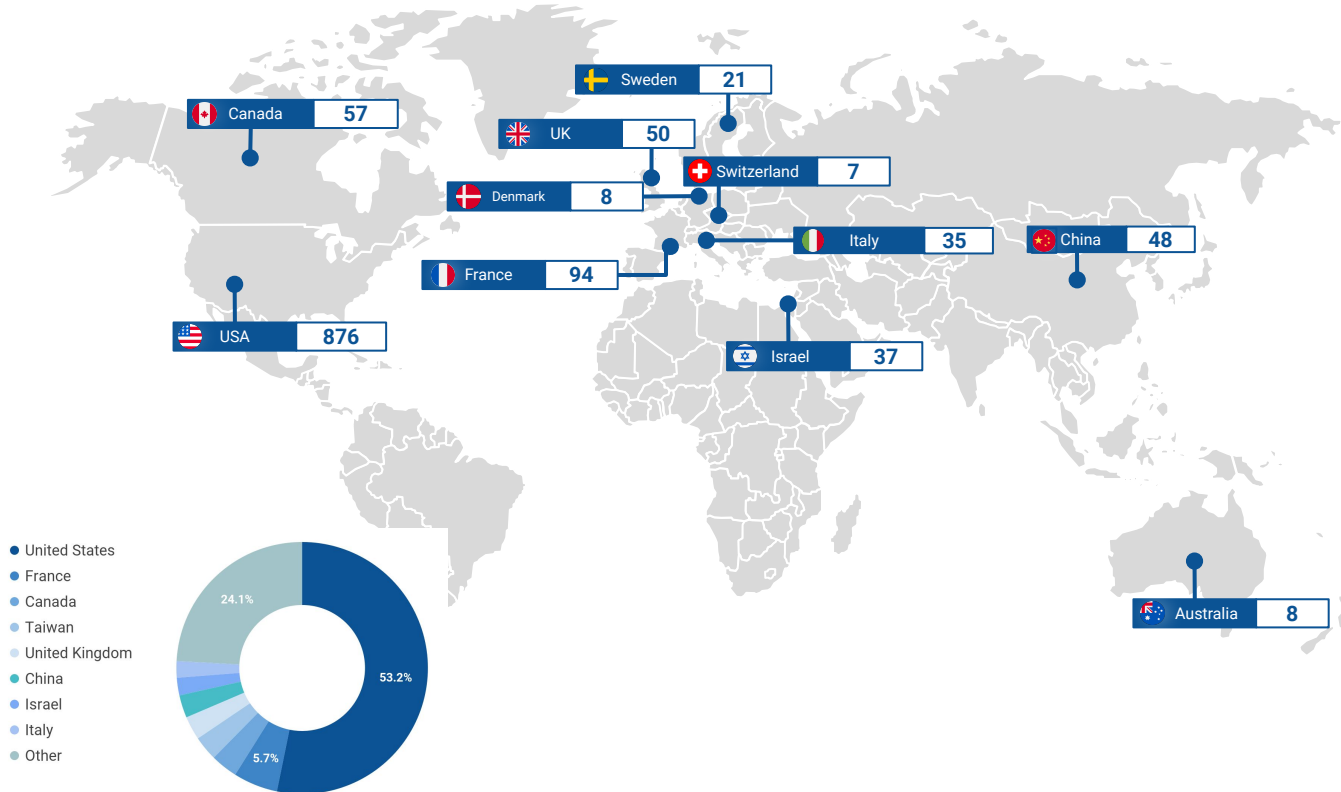 Sweden 21
Canada 57
UK 50
Switzerland 7
Denmark 8
Italy 35
China 48
France 94
USA 876
Israel 37
Australia 8
United States
France
Canada
Taiwan
United Kingdom
China
Israel
Italy
Other
24.1%
53.2%
5.7%